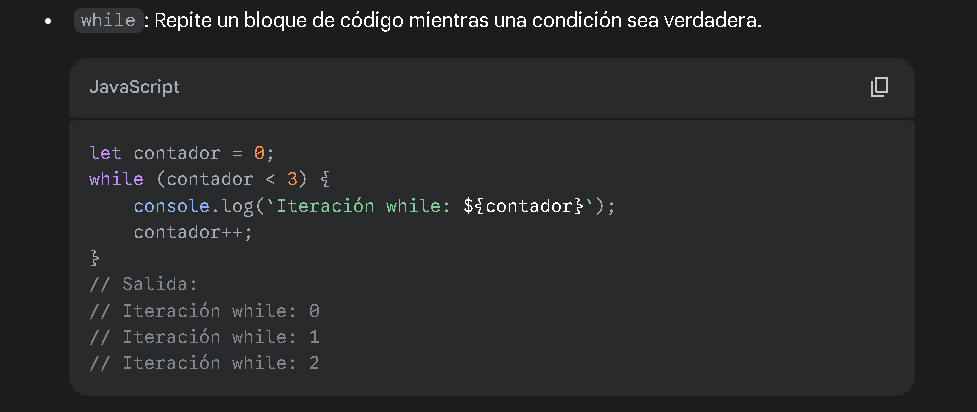 • while: Repite un bloque de código mientras una condición sea verdadera.
JavaScript
let contador = 0;
while (contador < 3) {
    console.log(`Iteración while: ${contador}`);
    contador++;
}
// Salida:
// Iteración while: 0
// Iteración while: 1
// Iteración while: 2